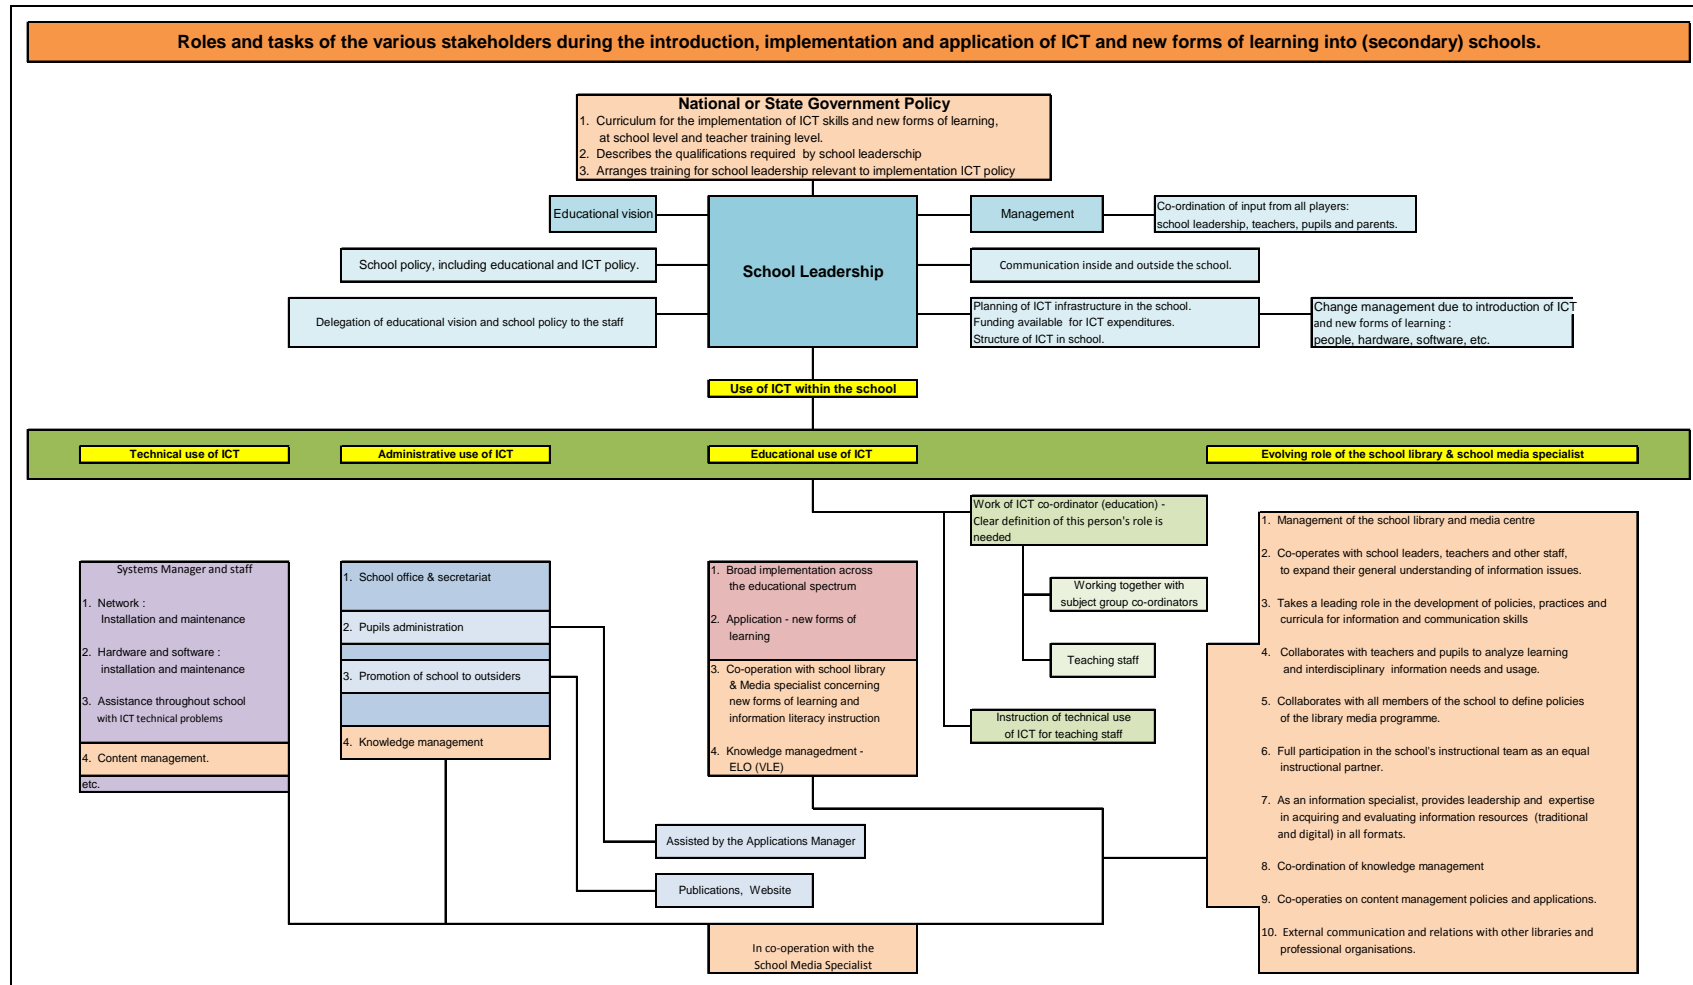 Roles and tasks of the various stakeholders during the introduction, implementation and application of ICT and new forms of learning into (secondary) schools.
National or State Government Policy
1. Curriculum for the implementation of ICT skills and new forms of learning,
at school level and teacher training level.
2. Describes the qualifications required by school leaderschip
3. Arranges training for school leadership relevant to implementation ICT policy
Educational vision
School policy, including educational and ICT policy.
Delegation of educational vision and school policy to the staff
School Leadership
Management
Co-ordination of input from all players:
school leadership, teachers, pupils and parents.
Communication inside and outside the school.
Planning of ICT infrastructure in the school.
Funding available for ICT expenditures.
Structure of ICT in school.
Change management due to introduction of ICT
and new forms of learning :
people, hardware, software, etc.
Use of ICT within the school
Technical use of ICT
Administrative use of ICT
Educational use of ICT
Evolving role of the school library & school media specialist
Systems Manager and staff
1. Network :
Installation and maintenance
2. Hardware and software :
installation and maintenance
3. Assistance throughout school
with ICT technical problems
4. Content management.
etc.
1. School office & secretariat
2. Pupils administration
3. Promotion of school to outsiders
4. Knowledge management
1. Broad implementation across
the educational spectrum
2. Application - new forms of
learning
3. Co-operation with school library
& Media specialist concerning
new forms of learning and
information literacy instruction
4. Knowledge managedment -
ELO (VLE)
Work of ICT co-ordinator (education) -
Clear definition of this person's role is
needed
Working together with
subject group co-ordinators
Teaching staff
Instruction of technical use
of ICT for teaching staff
Assisted by the Applications Manager
Publications, Website
In co-operation with the
School Media Specialist
1. Management of the school library and media centre
2. Co-operates with school leaders, teachers and other staff,
to expand their general understanding of information issues.
3. Takes a leading role in the development of policies, practices and
curricula for information and communication skills
4. Collaborates with teachers and pupils to analyze learning
and interdisciplinary information needs and usage.
5. Collaborates with all members of the school to define policies
of the library media programme.
6. Full participation in the school's instructional team as an equal
instructional partner.
7. As an information specialist, provides leadership and expertise
in acquiring and evaluating information resources (traditional
and digital) in all formats.
8. Co-ordination of knowledge management
9. Co-operaties on content management policies and applications.
10. External communication and relations with other libraries and
professional organisations.